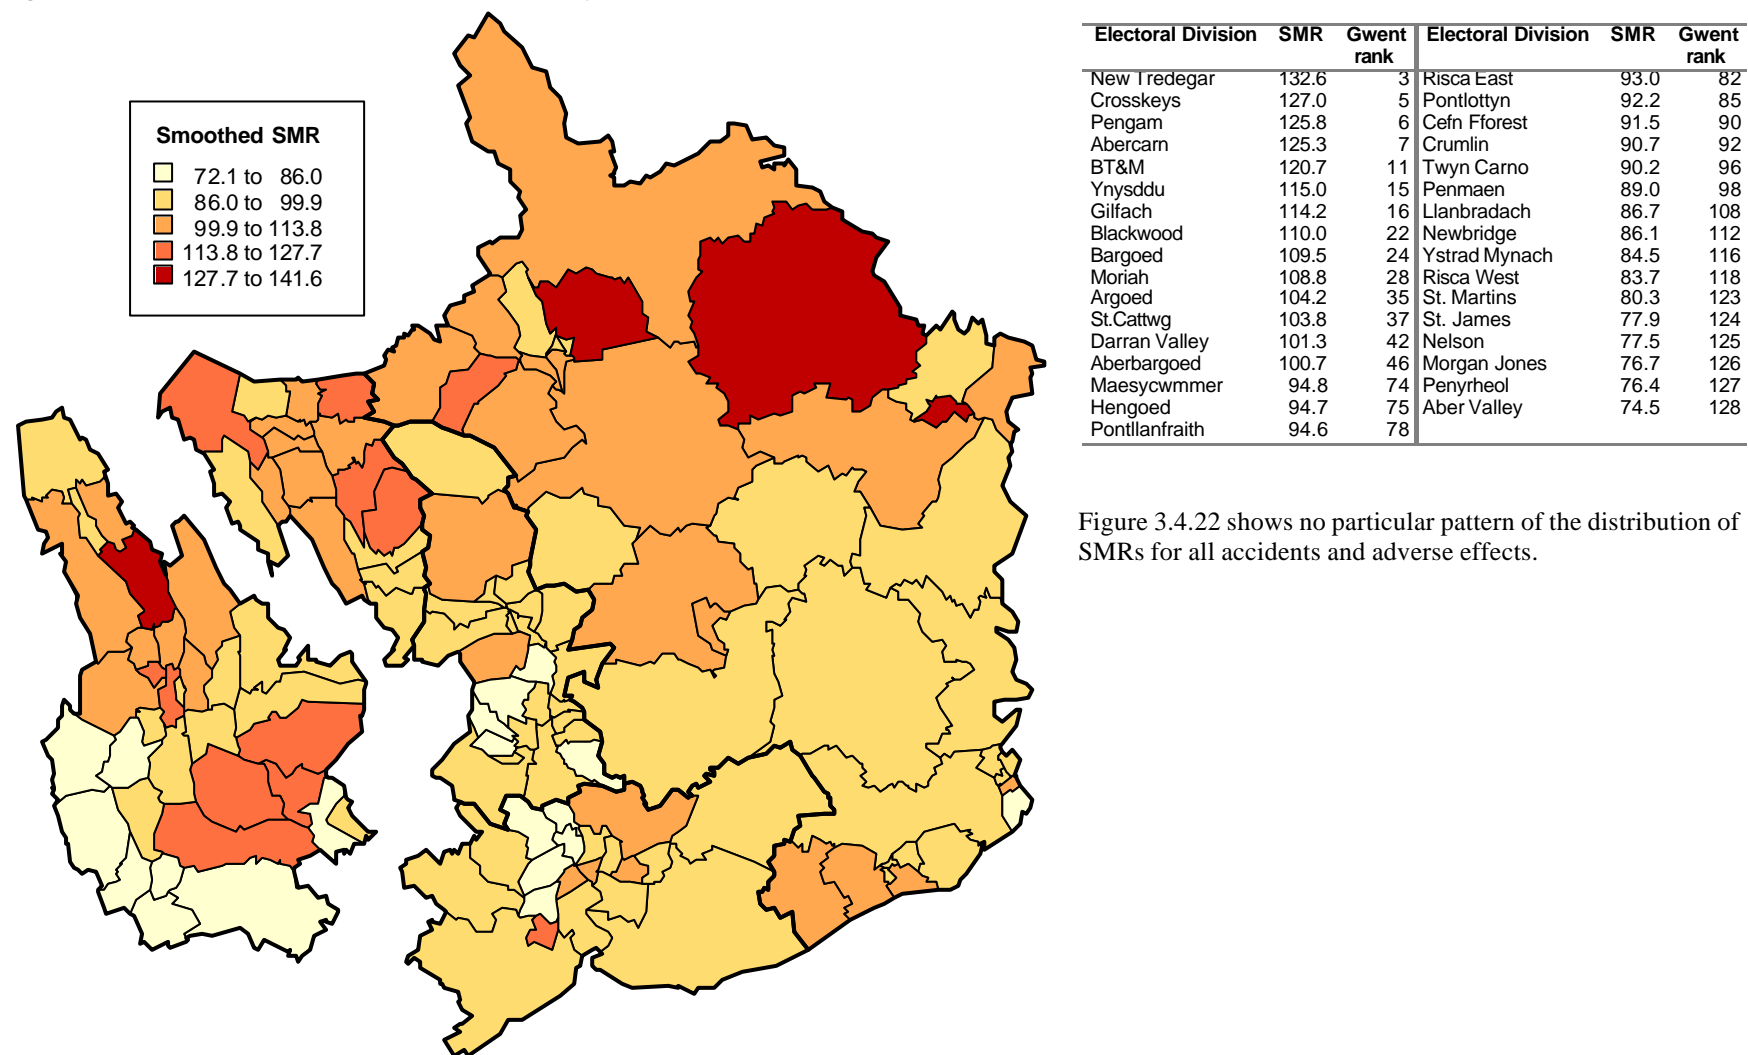 Smoothed SMR
72.1 to 86.0
86.0 to 99.9
99.9 to 113.8
113.8 to 127.7
127.7 to 141.6
Electoral Division SMR Gwent rank Electoral Division SMR Gwent rank
New Tredegar 132.6 3 Risca East 93.0 82
Crosskeys 127.0 5 Pontlottyn 92.2 85
Pengam 125.8 6 Cefn Fforest 91.5 90
Abercarn 125.3 7 Crumlin 90.7 92
BT&M 120.7 11 Twyn Carno 90.2 96
Ynysddu 115.0 15 Penmaen 89.0 98
Gilfach 114.2 16 Llanbradach 86.7 108
Blackwood 110.0 22 Newbridge 86.1 112
Bargoed 109.5 24 Ystrad Mynach 84.5 116
Moriah 108.8 28 Risca West 83.7 118
Argoed 104.2 35 St. Martins 80.3 123
St.Cattwg 103.8 37 St. James 77.9 124
Darran Valley 101.3 42 Nelson 77.5 125
Aberbargoed 100.7 46 Morgan Jones 76.7 126
Maesycwmmer 94.8 74 Penyrheol 76.4 127
Hengoed 94.7 75 Aber Valley 74.5 128
Pontllanfraith 94.6 78
Figure 3.4.22 shows no particular pattern of the distribution of
SMRs for all accidents and adverse effects.